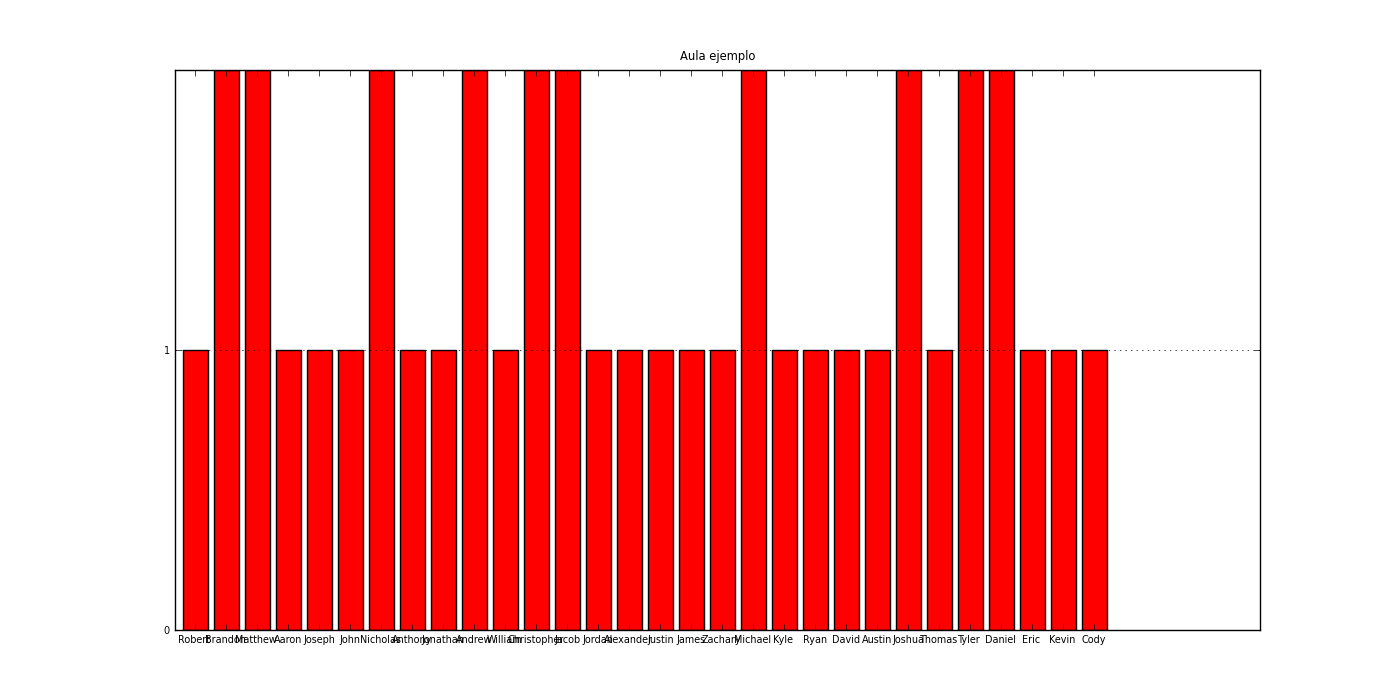 Aula ejemplo
1
0
Robert Brandon Matthew Aaron Joseph John Nicholas Anthony Jonathan Andrew William Christopher Jacob Jordan Alexander Justin James Zachary Michael Kyle Ryan David Austin Joshua Thomas Tyler Daniel Eric Kevin Cody